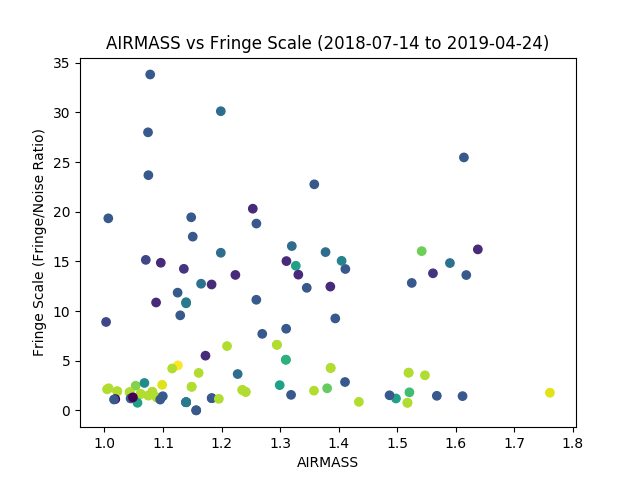 AIRMASS vs Fringe Scale (2018-07-14 to 2019-04-24)
Fringe Scale (Fringe/Noise Ratio)
35
30
25
20
15
10
5
0
1.0 1.1 1.2 1.3 1.4 1.5 1.6 1.7 1.8
AIRMASS